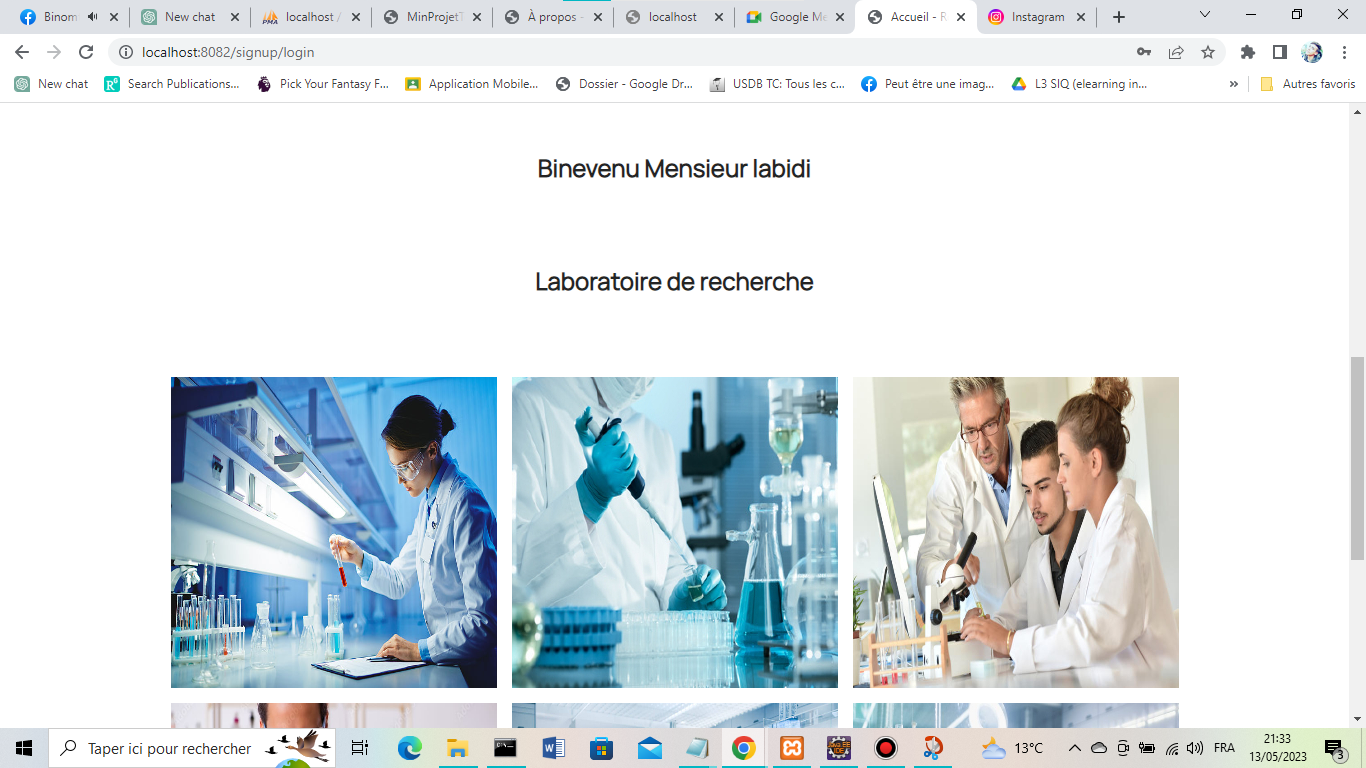 Binom
New chat
localhost /
MinProjetT
À propos -
localhost
Google Me
Accueil - R
Instagram
localhost:8082/signup/login
New chat
Search Publications...
Pick Your Fantasy F...
Application Mobile...
Dossier - Google Dr...
USDB TC: Tous les c...
Peut être une imag...
L3 SIQ (elearning in...
»
Autres favoris
Binevenu Mensieur labidi
Laboratoire de recherche
Taper ici pour rechercher
13°C
FRA
21:33
13/05/2023
3